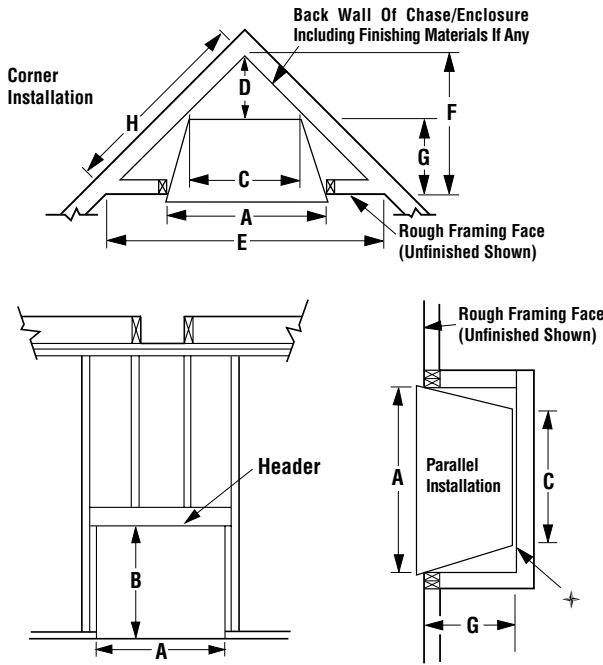 Back Wall Of Chase/Enclosure
Including Finishing Materials If Any
Corner
Installation
H
D
F
G
C
A
E
Rough Framing Face
(Unfinished Shown)
Rough Framing Face
(Unfinished Shown)
Header
A
Parallel
Installation
C
B
G
A